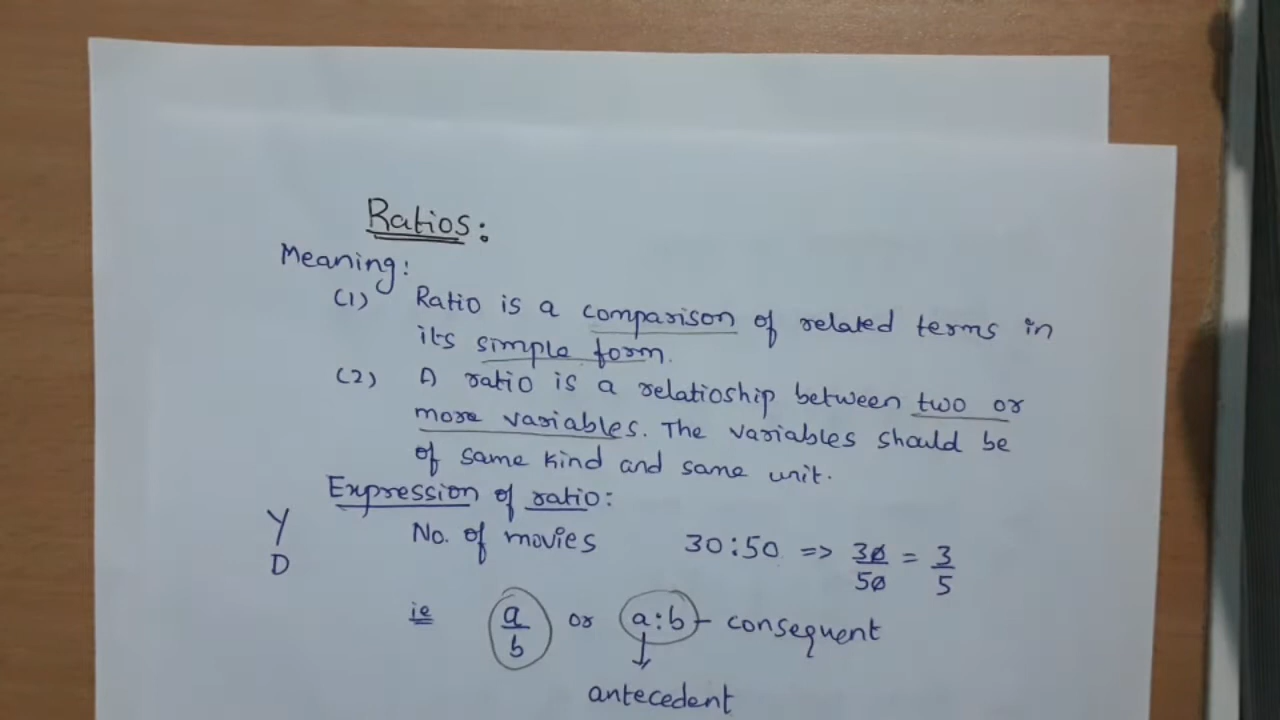 Ratios:
Meaning:
(1) Ratio is a comparison of related terms in
its simple form.
(2) A ratio is a relatioship between two or
more variables. The variables should be
of same kind and same unit.
Expression of ratio:
Y
No. of movies 30:50 => 30/50 = 3/5
D
ie a/b or a:b - consequent
antecedent